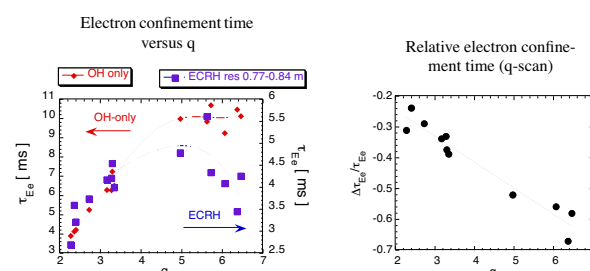 Electron confinement time
versus q
OH only
ECRH res 0.77-0.84 m
11
10
9
8
7
6
5
4
3
τEe [ ms ]
OH-only
ECRH
6
5.5
5
4.5
4
3.5
3
2.5
τEe [ ms ]
2 3 4 5 6 7
q
Relative electron confine-
ment time (q-scan)
-0.2
-0.3
-0.4
-0.5
-0.6
-0.7
ΔτEe/τEe
2 3 4 5 6 7
q